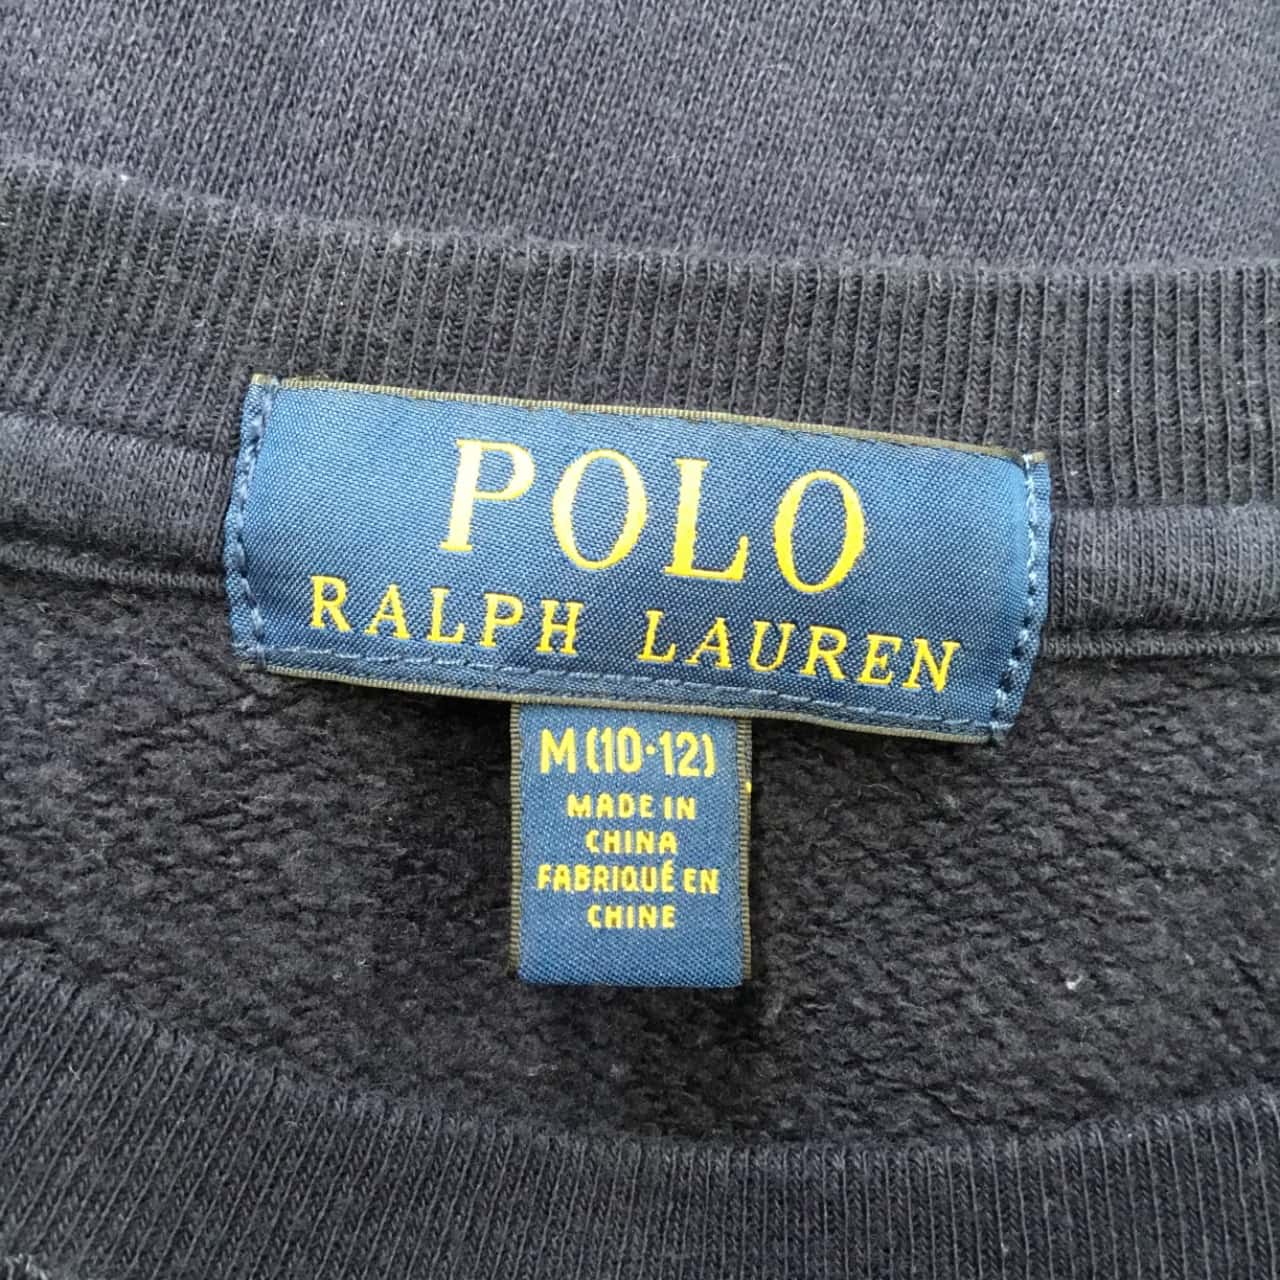 POLO
RALPH LAUREN
M (10·12)
MADE IN
CHINA
FABRIQUÉ EN
CHINE